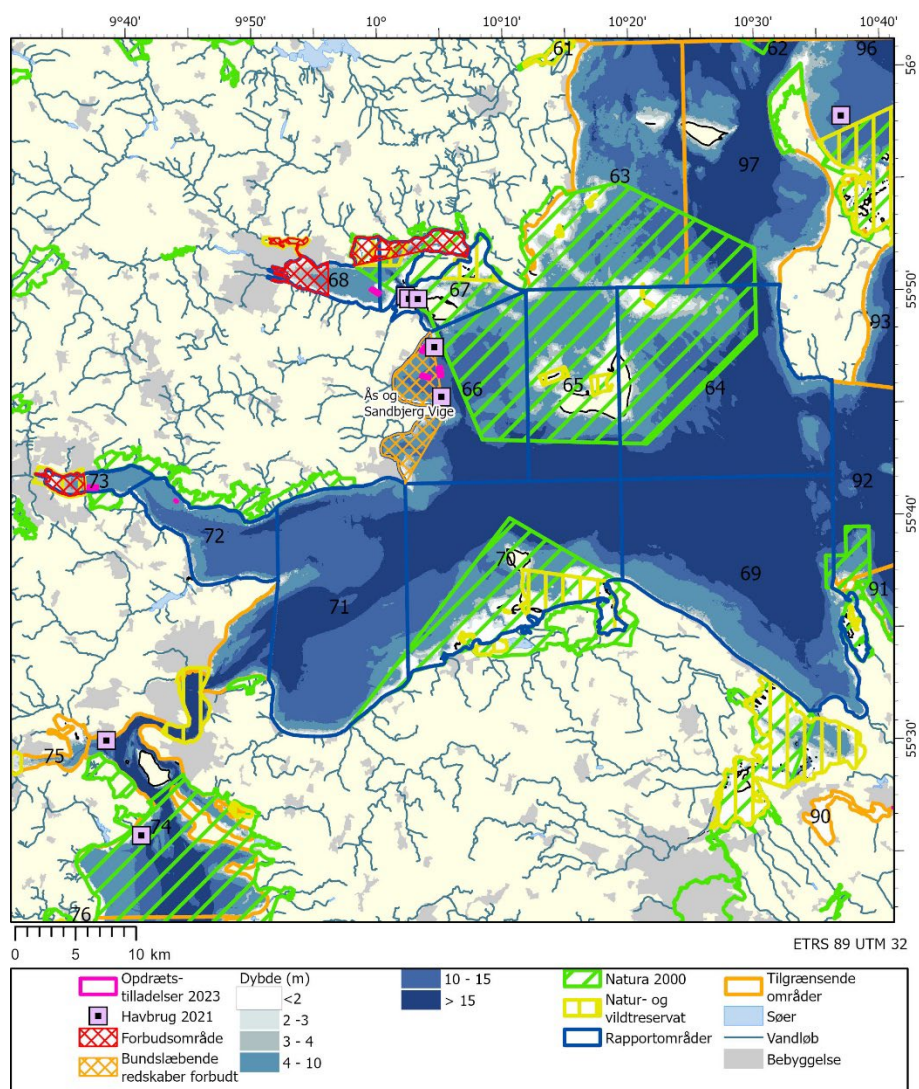 9°40' 9°50' 10° 10°10' 10°20' 10°30' 10°40'
61 62 96
56°
97
63
68 67
55°50'
93
66 65 64
Ås og
Sandbjerg Vige
73 92
55°40'
72
70 69
91
71
55°30'
75
74 90
76
0 5 10 km
ETRS 89 UTM 32
Opdræts-
tilladelser 2023
Havbrug 2021
Forbudsområde
Bundslæbende
redskaber forbudt
Dybde (m)
<2
2 -3
3 - 4
4 - 10
10 - 15
> 15
Natura 2000
Natur- og
vildtreservat
Rapportområder
Tilgrænsende
områder
Søer
Vandløb
Bebyggelse